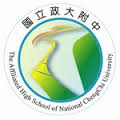 國立政大附中
The Affiliated High School of National ChengChi University